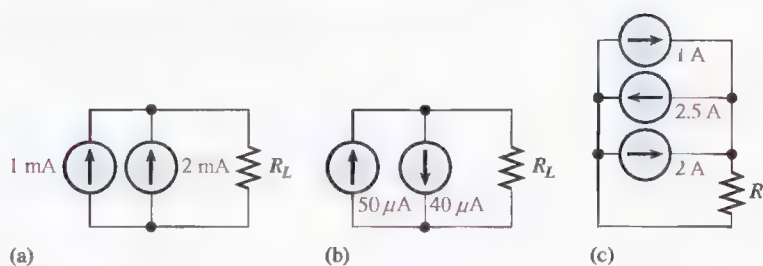 1 mA
2 mA
R_L
(a)
50 μA
40 μA
R_L
(b)
1 A
2.5 A
2 A
R
(c)